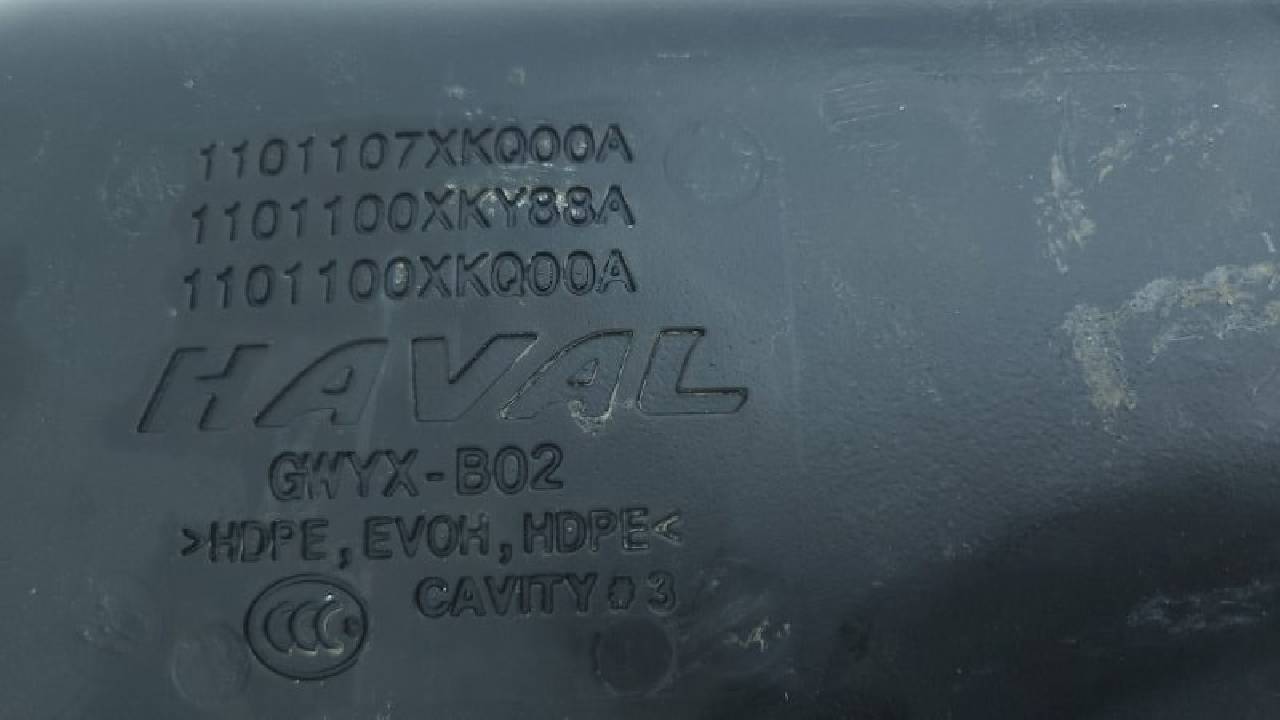 1101107XKQ00A
1101100XKY88A
1101100XKQ00A
HAVAL
GWYX-B02
>HDPE,EVOH,HDPE<
CAVITY#3
CCC